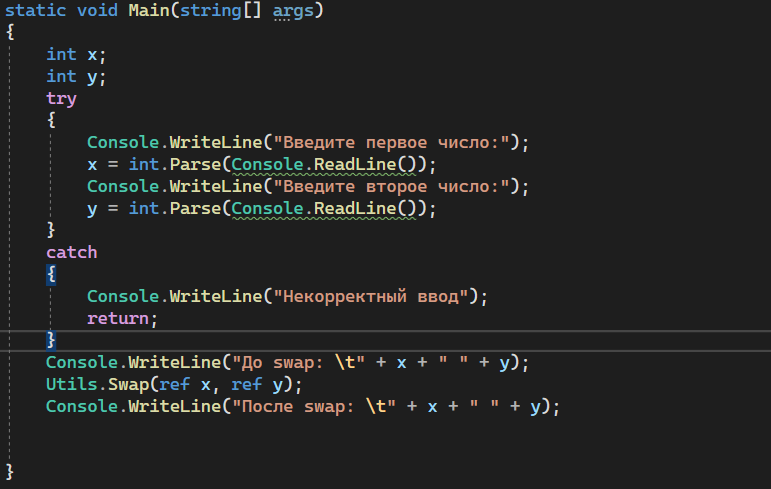 static void Main(string[] args)
{
int x;
int y;
try
{
Console.WriteLine("Введите первое число:");
x = int.Parse(Console.ReadLine());
Console.WriteLine("Введите второе число:");
y = int.Parse(Console.ReadLine());
}
catch
{
Console.WriteLine("Некорректный ввод");
return;
}
Console.WriteLine("До swap: \t" + x + " " + y);
Utils.Swap(ref x, ref y);
Console.WriteLine("После swap: \t" + x + " " + y);
}